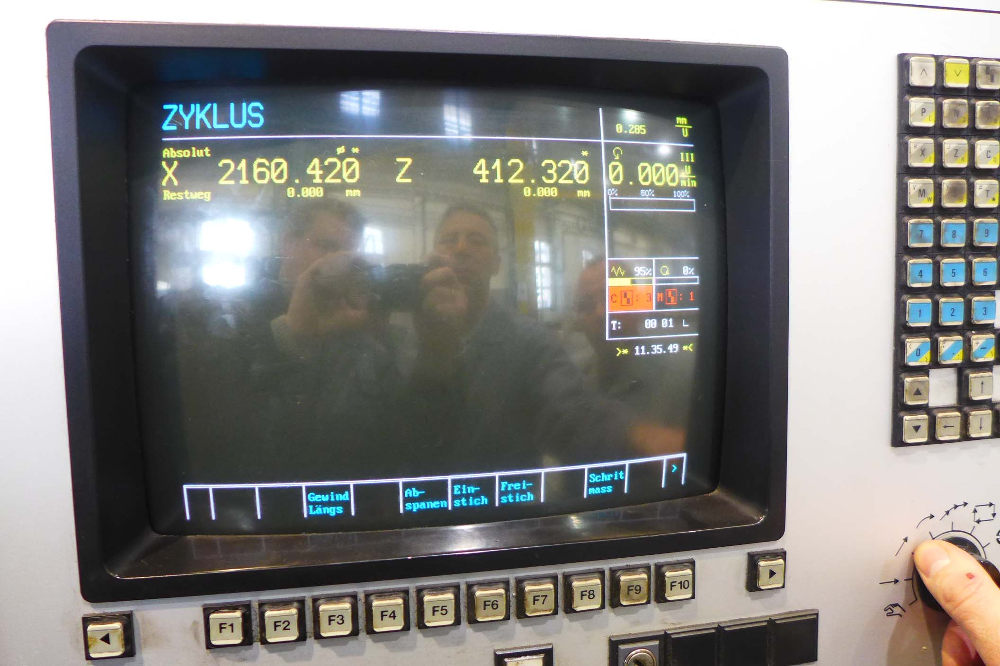 ZYKLUS
0.285 mm
U
Absolut ø * *
X 2160.420 Z 412.320 0.000 III U
min
Restweg 0.000 mm 0.000 mm
0% 50% 100%
95% 0%
C : 3 M : 1
T: 00 01 L
>* 11.35.49 *<
Gewind
Längs
Ab-
spanen
Ein-
stich
Frei-
stich
Schrit
mass
>
F1 F2 F3 F4 F5 F6 F7 F8 F9 F10
P N
X Z C
M T
7 8 9
4 5 6
1 2 3
0 . -